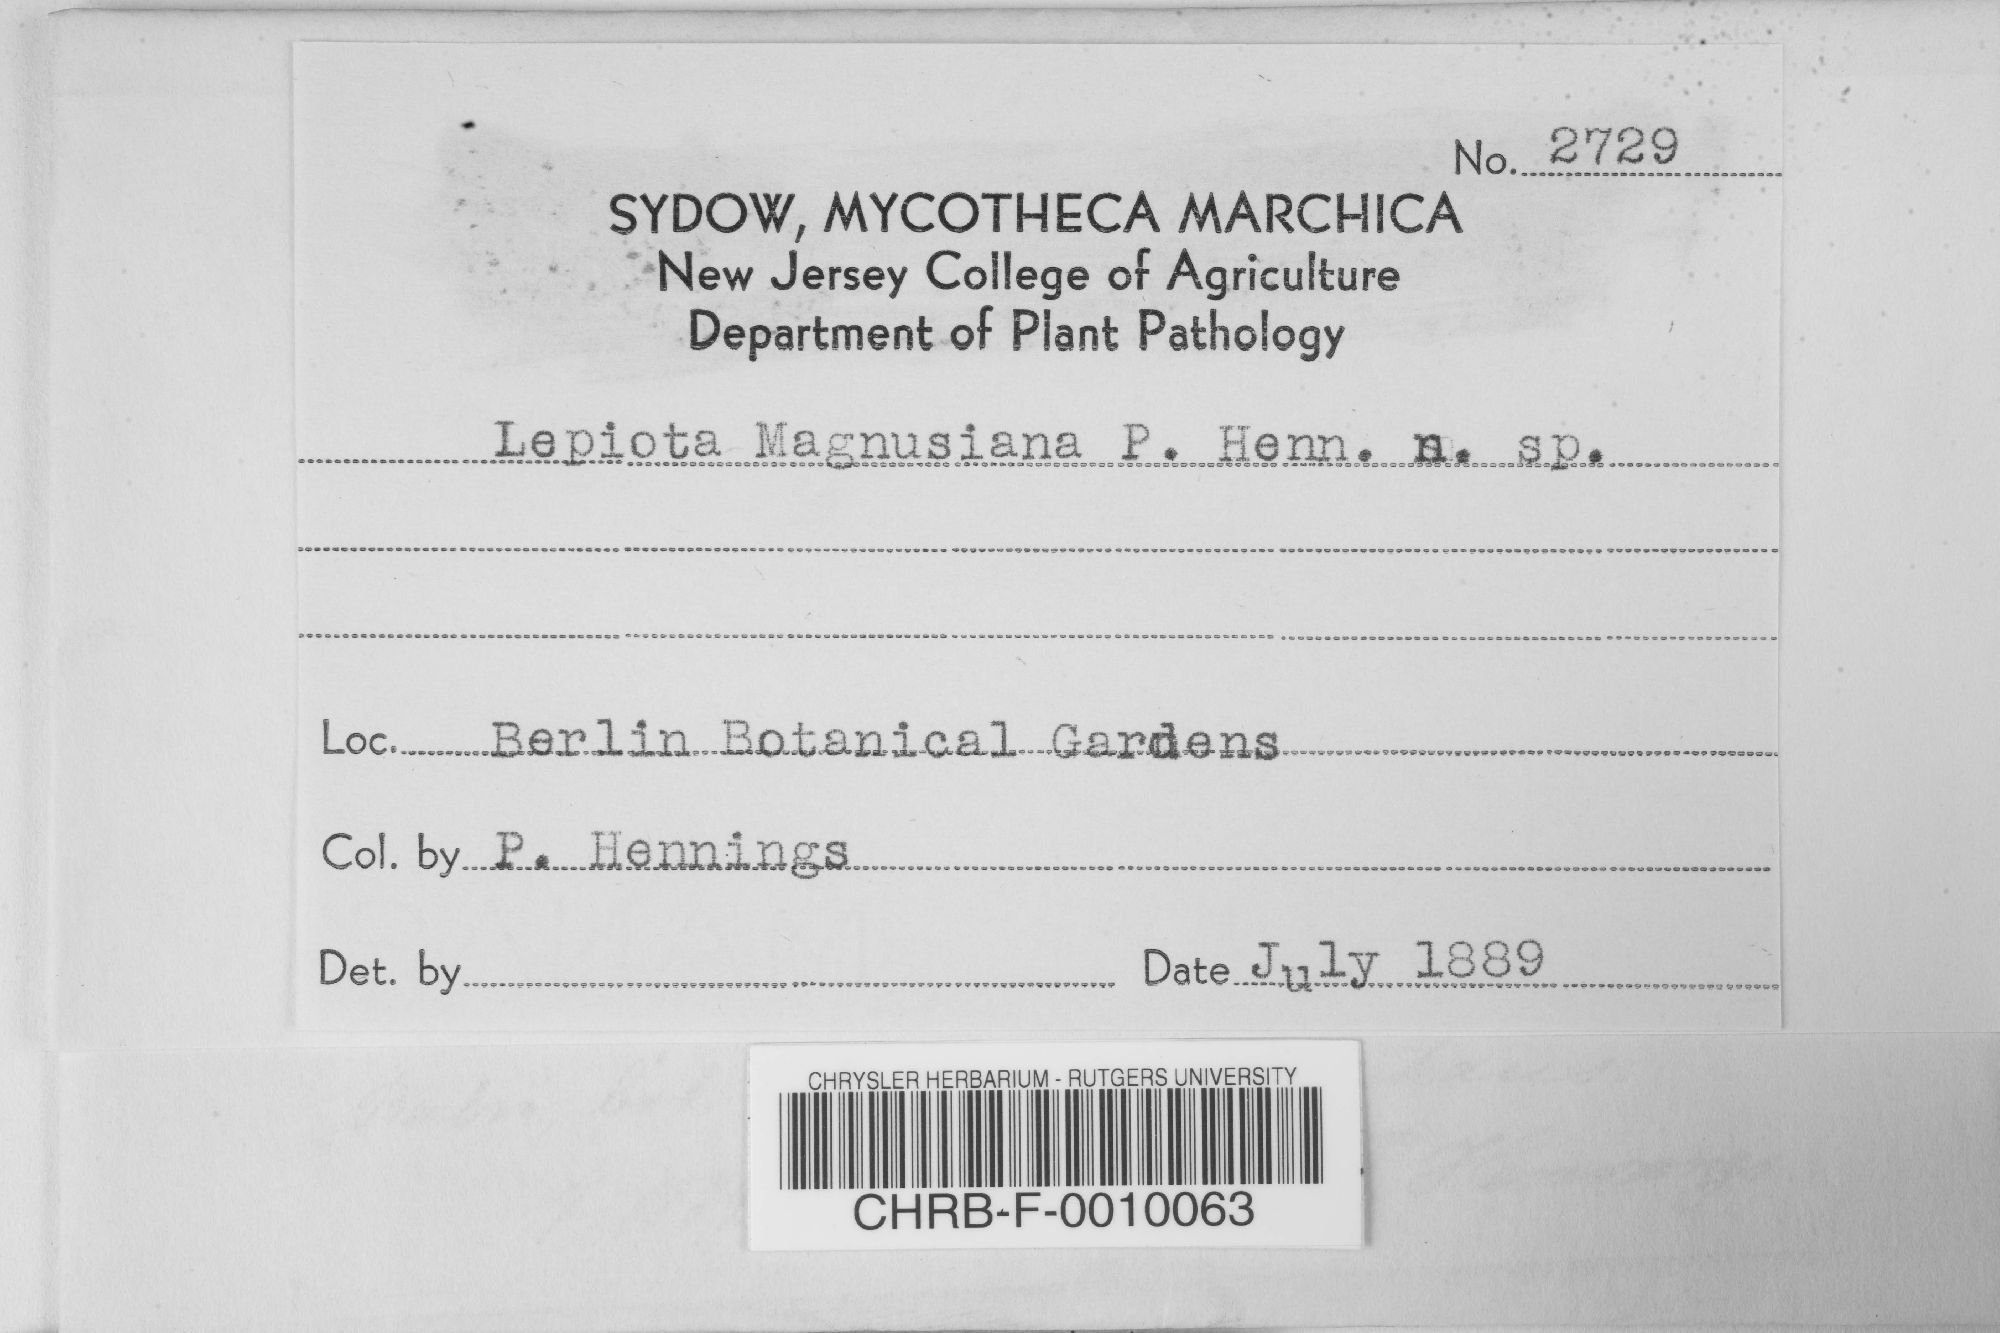 No. 2729
SYDOW, MYCOTHECA MARCHICA
New Jersey College of Agriculture
Department of Plant Pathology
Lepiota Magnusiana P. Henn. n. sp.
Loc. Berlin Botanical Gardens
Col. by P. Hennings
Det. by
Date July 1889
CHRYSLER HERBARIUM - RUTGERS UNIVERSITY
CHRB-F-0010063